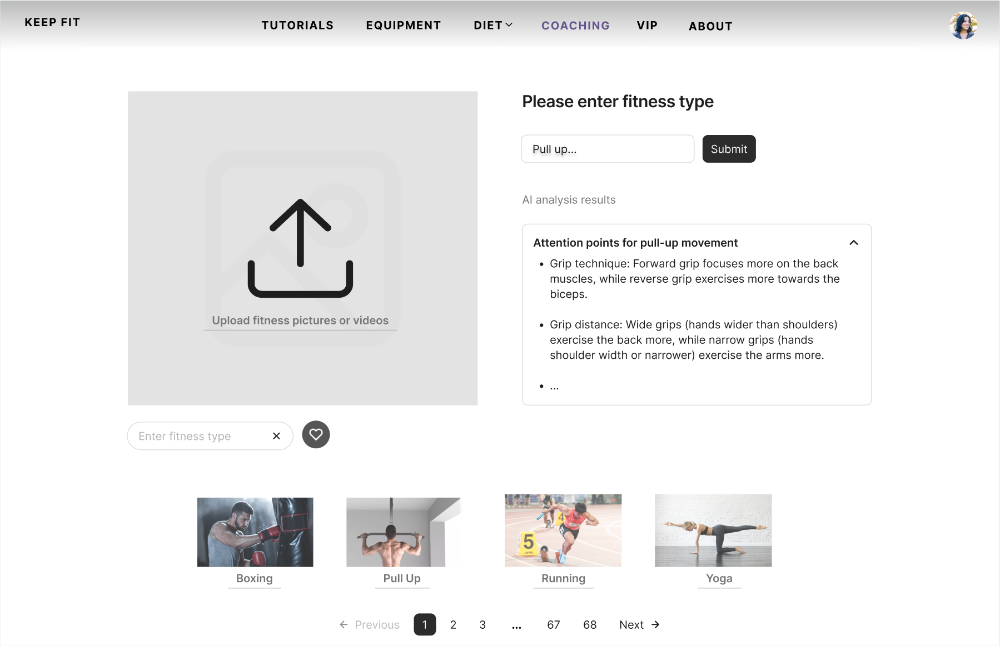 KEEP FIT
TUTORIALS
EQUIPMENT
DIET
COACHING
VIP
ABOUT
Please enter fitness type
Pull up...
Submit
AI analysis results
Attention points for pull-up movement
• Grip technique: Forward grip focuses more on the back
muscles, while reverse grip exercises more towards the
biceps.
• Grip distance: Wide grips (hands wider than shoulders)
exercise the back more, while narrow grips (hands
shoulder width or narrower) exercise the arms more.
• ...
Upload fitness pictures or videos
Enter fitness type
4
5
Boxing
Pull Up
Running
Yoga
← Previous 1 2 3 ... 67 68 Next →